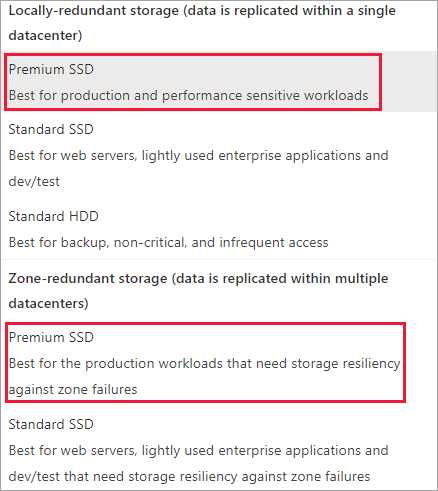 Locally-redundant storage (data is replicated within a single
datacenter)
Premium SSD
Best for production and performance sensitive workloads
Standard SSD
Best for web servers, lightly used enterprise applications and
dev/test
Standard HDD
Best for backup, non-critical, and infrequent access
Zone-redundant storage (data is replicated within multiple
datacenters)
Premium SSD
Best for the production workloads that need storage resiliency
against zone failures
Standard SSD
Best for web servers, lightly used enterprise applications and
dev/test that need storage resiliency against zone failures